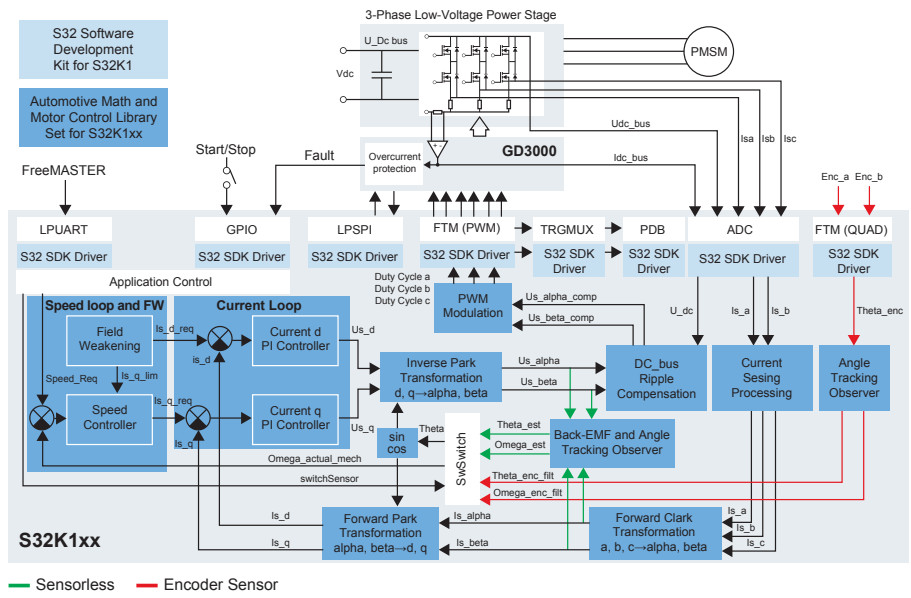 3-Phase Low-Voltage Power Stage
S32 Software
Development
Kit for S32K1
Automotive Math and
Motor Control Library
Set for S32K1xx
U_Dc bus
Vdc
PMSM
Udc_bus
Isa
Isb
Isc
GD3000
Idc_bus
Overcurrent
protection
+ -
Start/Stop
Fault
FreeMASTER
Enc_a
Enc_b
LPUART
GPIO
LPSPI
FTM (PWM)
TRGMUX
PDB
ADC
FTM (QUAD)
S32 SDK Driver
S32 SDK Driver
S32 SDK Driver
S32 SDK Driver
S32 SDK
Driver
S32 SDK
Driver
S32 SDK Driver
S32 SDK
Driver
Application Control
Duty Cycle a
Duty Cycle b
Duty Cycle c
PWM
Modulation
Us_alpha_comp
Us_beta_comp
U_dc
Is_a
Is_b
Theta_enc
Speed loop and FW
Current Loop
Field
Weakening
Is_d_req
is_d
Current d
PI Controller
Us_d
Speed_Req
Is_q_lim
Speed
Controller
Is_q_req
Is_q
Current q
PI Controller
Us_q
Inverse Park
Transformation
d, q→alpha, beta
Us_alpha
Us_beta
DC_bus
Ripple
Compensation
Current
Sesing
Processing
Angle
Tracking
Observer
sin
cos
Theta
SwSwitch
Theta_est
Omega_est
Back-EMF and Angle
Tracking Observer
Omega_actual_mech
switchSensor
Theta_enc_filt
Omega_enc_filt
Is_d
Is_q
Forward Park
Transformation
alpha, beta→d, q
Is_alpha
Is_beta
Forward Clark
Transformation
a, b, c→alpha, beta
Is_a
Is_b
Is_c
S32K1xx
Sensorless
Encoder Sensor